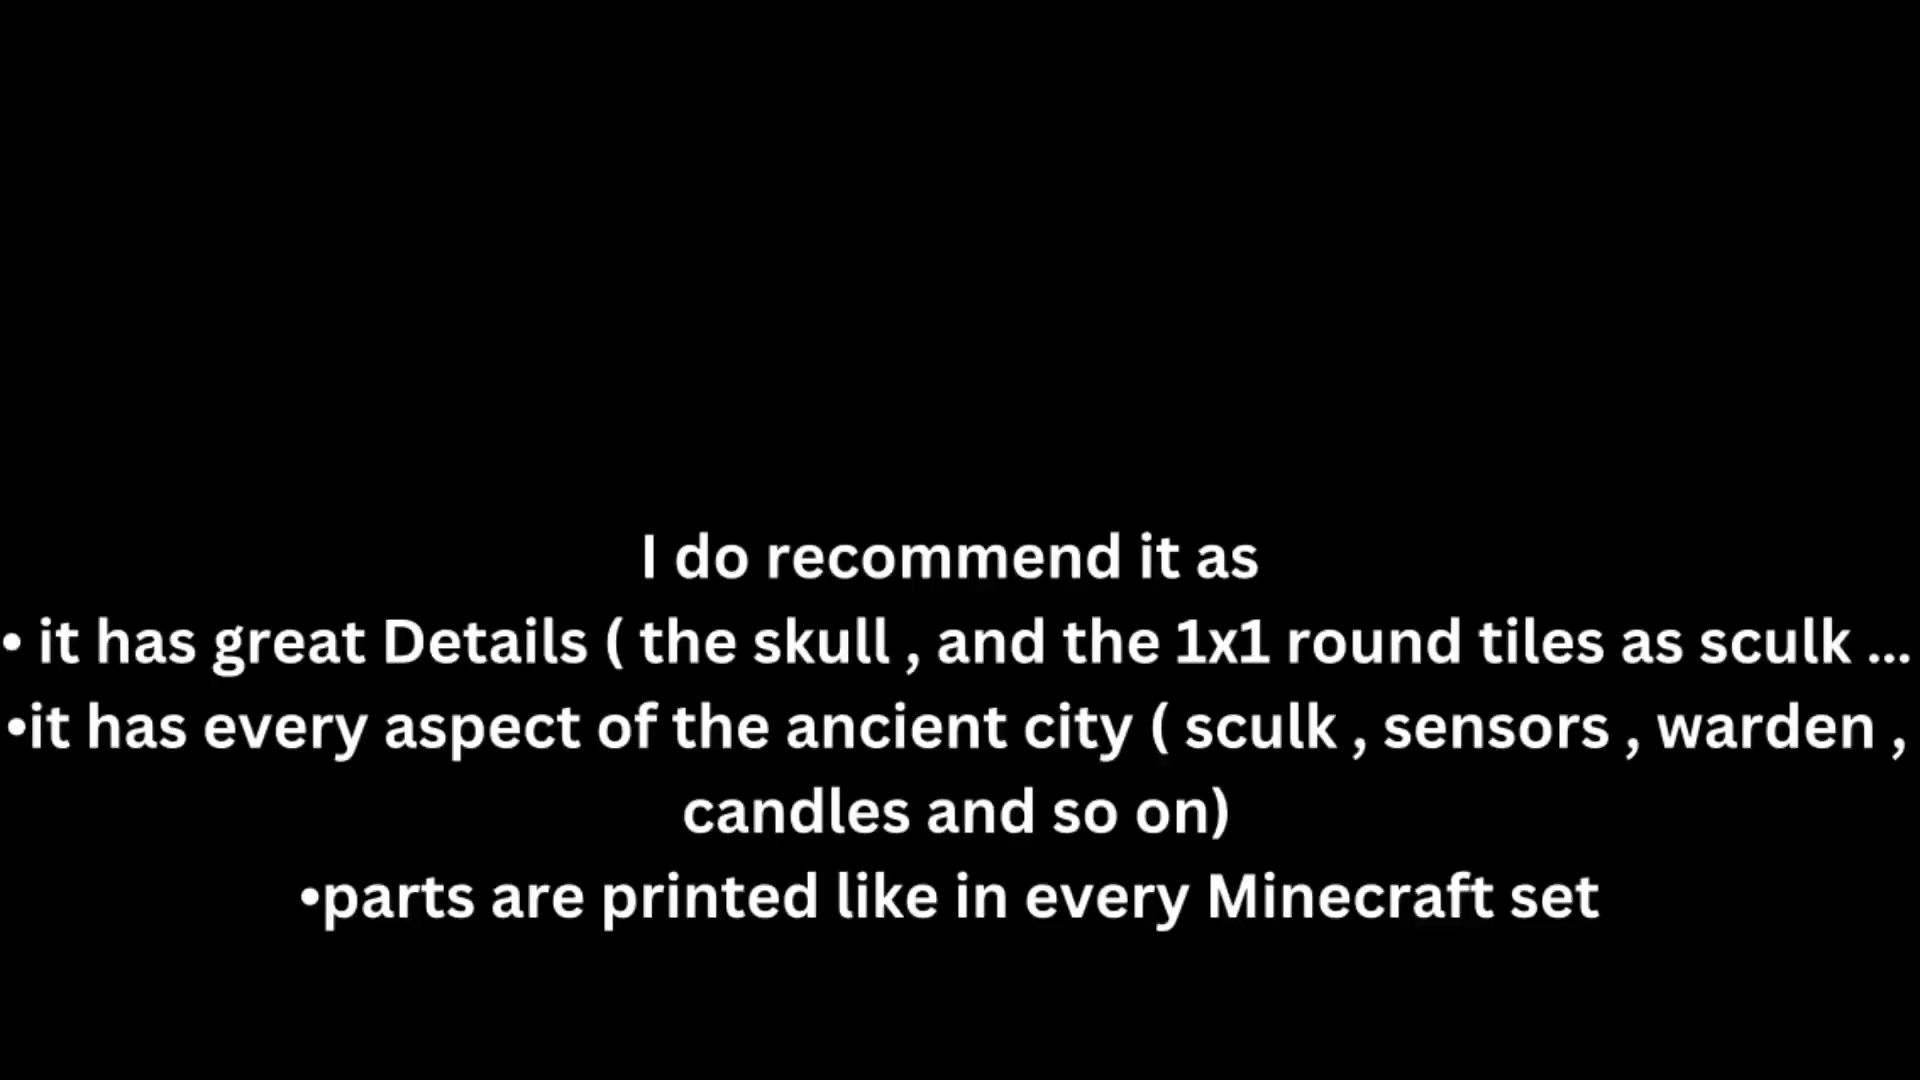 I do recommend it as
• it has great Details ( the skull , and the 1x1 round tiles as sculk ...
•it has every aspect of the ancient city ( sculk , sensors , warden ,
candles and so on)
•parts are printed like in every Minecraft set